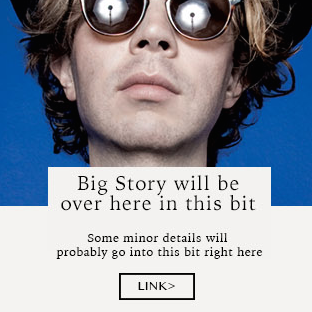 Big Story will be
over here in this bit
Some minor details will
probably go into this bit right here
LINK>